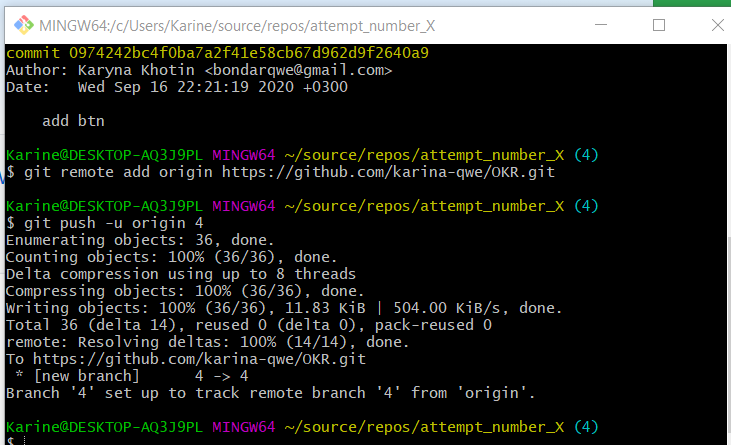 MINGW64:/c/Users/Karine/source/repos/attempt_number_X
commit 0974242bc4f0ba7a2f41e58cb67d962d9f2640a9
Author: Karyna Khotin <bondarqwe@gmail.com>
Date:   Wed Sep 16 22:21:19 2020 +0300
add btn
Karine@DESKTOP-AQ3J9PL MINGW64 ~/source/repos/attempt_number_X (4)
$ git remote add origin https://github.com/karina-qwe/OKR.git
Karine@DESKTOP-AQ3J9PL MINGW64 ~/source/repos/attempt_number_X (4)
$ git push -u origin 4
Enumerating objects: 36, done.
Counting objects: 100% (36/36), done.
Delta compression using up to 8 threads
Compressing objects: 100% (36/36), done.
Writing objects: 100% (36/36), 11.83 KiB | 504.00 KiB/s, done.
Total 36 (delta 14), reused 0 (delta 0), pack-reused 0
remote: Resolving deltas: 100% (14/14), done.
To https://github.com/karina-qwe/OKR.git
 * [new branch]      4 -> 4
Branch '4' set up to track remote branch '4' from 'origin'.
Karine@DESKTOP-AQ3J9PL MINGW64 ~/source/repos/attempt_number_X (4)
$